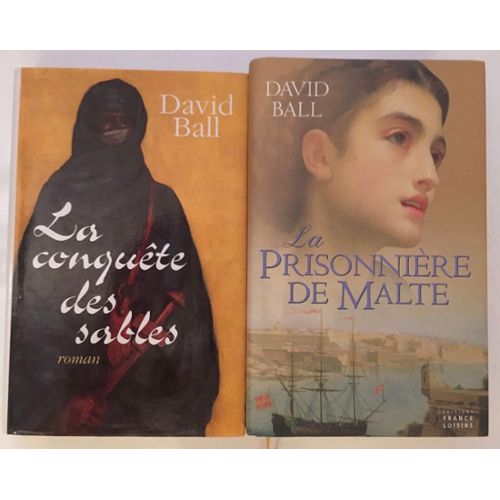 David
Ball
La
conquête
des
sables
roman
DAVID
BALL
La
PRISONNIÈRE
DE MALTE
ÉDITIONS
FRANCE
LOISIRS